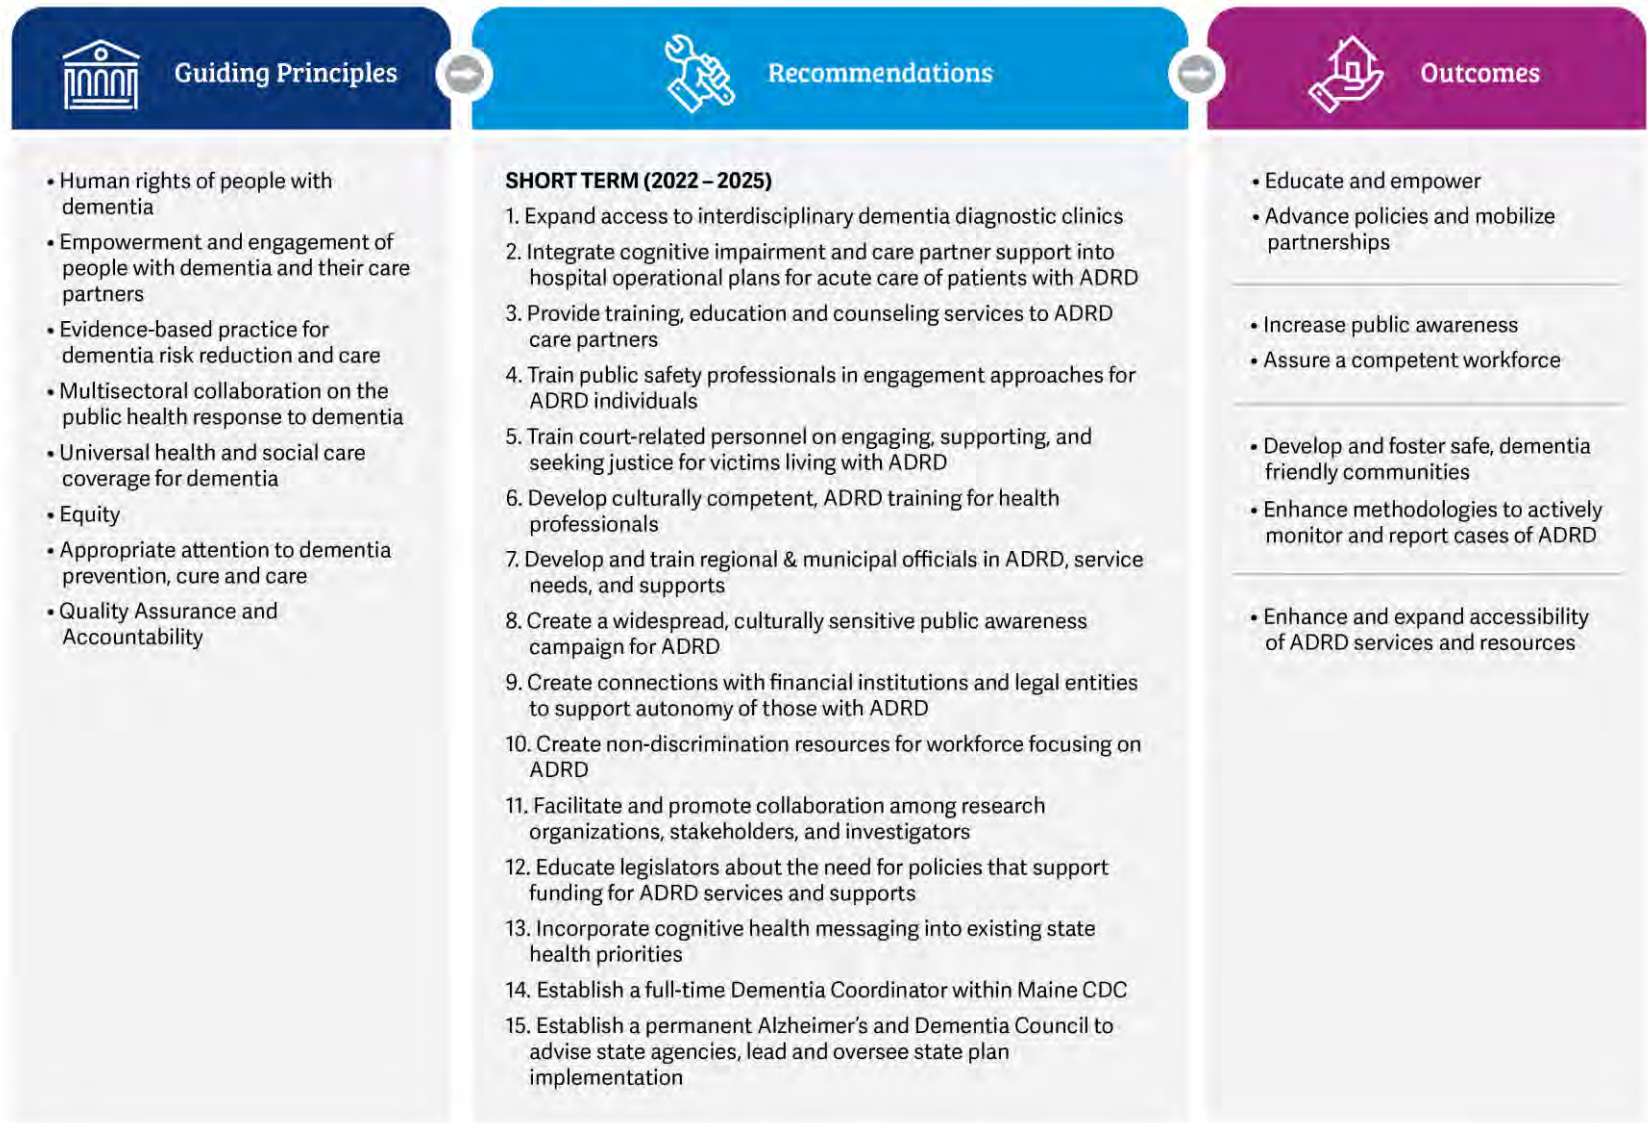 Guiding Principles
• Human rights of people with
dementia
• Empowerment and engagement of
people with dementia and their care
partners
• Evidence-based practice for
dementia risk reduction and care
• Multisectoral collaboration on the
public health response to dementia
• Universal health and social care
coverage for dementia
• Equity
• Appropriate attention to dementia
prevention, cure and care
• Quality Assurance and
Accountability
Recommendations
SHORT TERM (2022 – 2025)
1. Expand access to interdisciplinary dementia diagnostic clinics
2. Integrate cognitive impairment and care partner support into
hospital operational plans for acute care of patients with ADRD
3. Provide training, education and counseling services to ADRD
care partners
4. Train public safety professionals in engagement approaches for
ADRD individuals
5. Train court-related personnel on engaging, supporting, and
seeking justice for victims living with ADRD
6. Develop culturally competent, ADRD training for health
professionals
7. Develop and train regional & municipal officials in ADRD, service
needs, and supports
8. Create a widespread, culturally sensitive public awareness
campaign for ADRD
9. Create connections with financial institutions and legal entities
to support autonomy of those with ADRD
10. Create non-discrimination resources for workforce focusing on
ADRD
11. Facilitate and promote collaboration among research
organizations, stakeholders, and investigators
12. Educate legislators about the need for policies that support
funding for ADRD services and supports
13. Incorporate cognitive health messaging into existing state
health priorities
14. Establish a full-time Dementia Coordinator within Maine CDC
15. Establish a permanent Alzheimer's and Dementia Council to
advise state agencies, lead and oversee state plan
implementation
Outcomes
• Educate and empower
• Advance policies and mobilize
partnerships
• Increase public awareness
• Assure a competent workforce
• Develop and foster safe, dementia
friendly communities
• Enhance methodologies to actively
monitor and report cases of ADRD
• Enhance and expand accessibility
of ADRD services and resources